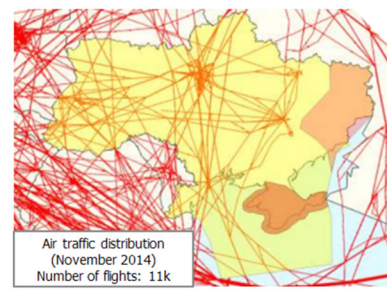 Air traffic distribution
(November 2014)
Number of flights: 11k